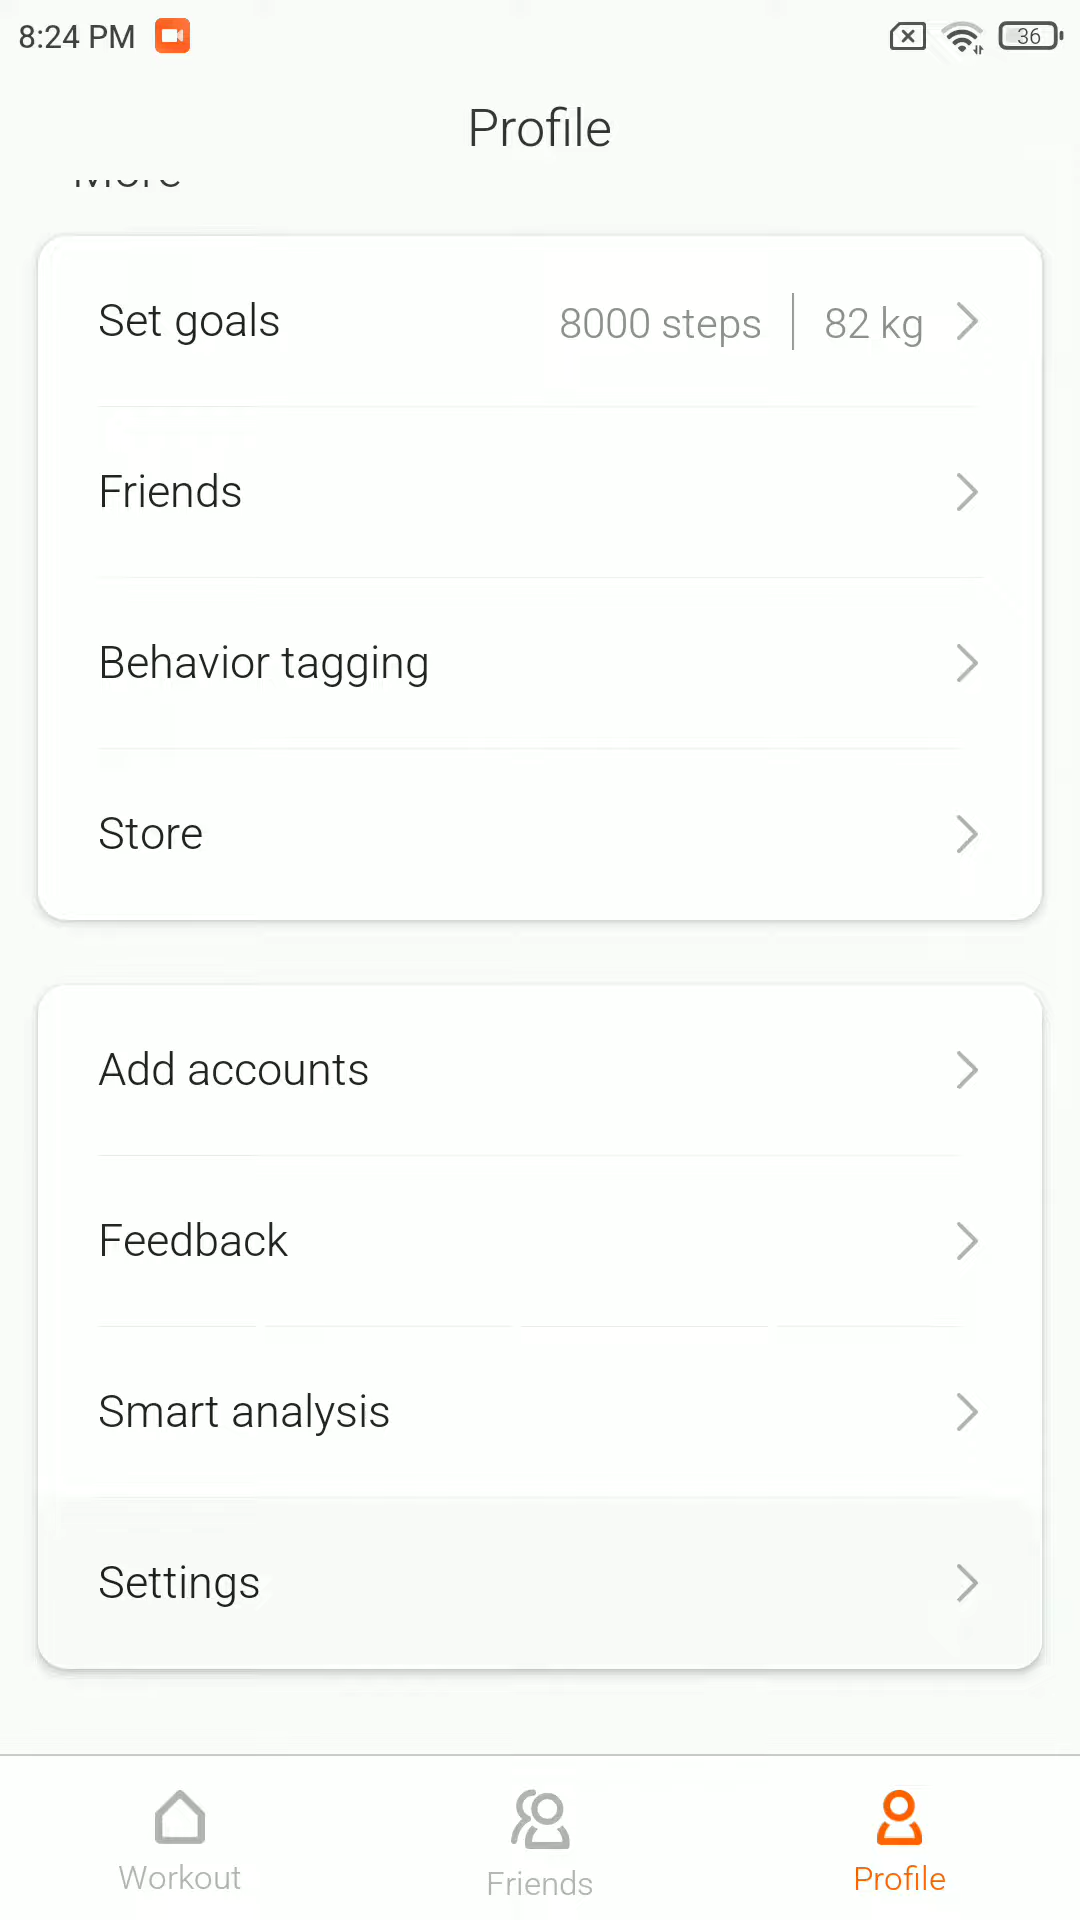 8:24 PM
36
Profile
More
Set goals 8000 steps | 82 kg
Friends
Behavior tagging
Store
Add accounts
Feedback
Smart analysis
Settings
Workout
Friends
Profile